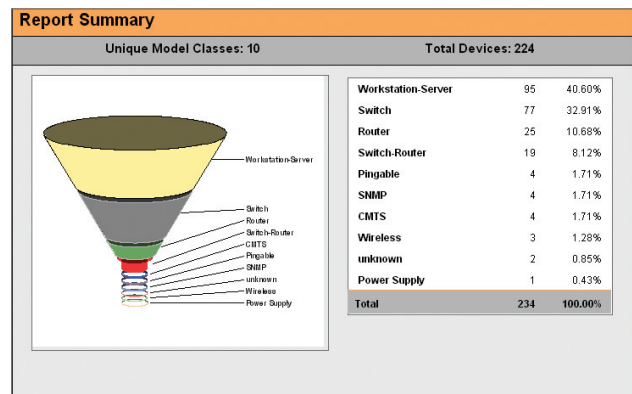 Report Summary
Unique Model Classes: 10
Total Devices: 224
Workstation-Server
Switch
Router
Switch-Router
CMTS
Pingable
SNMP
unknown
Wireless
Power Supply
Workstation-Server 95 40.60%
Switch 77 32.91%
Router 25 10.68%
Switch-Router 19 8.12%
Pingable 4 1.71%
SNMP 4 1.71%
CMTS 4 1.71%
Wireless 3 1.28%
unknown 2 0.85%
Power Supply 1 0.43%
Total 234 100.00%